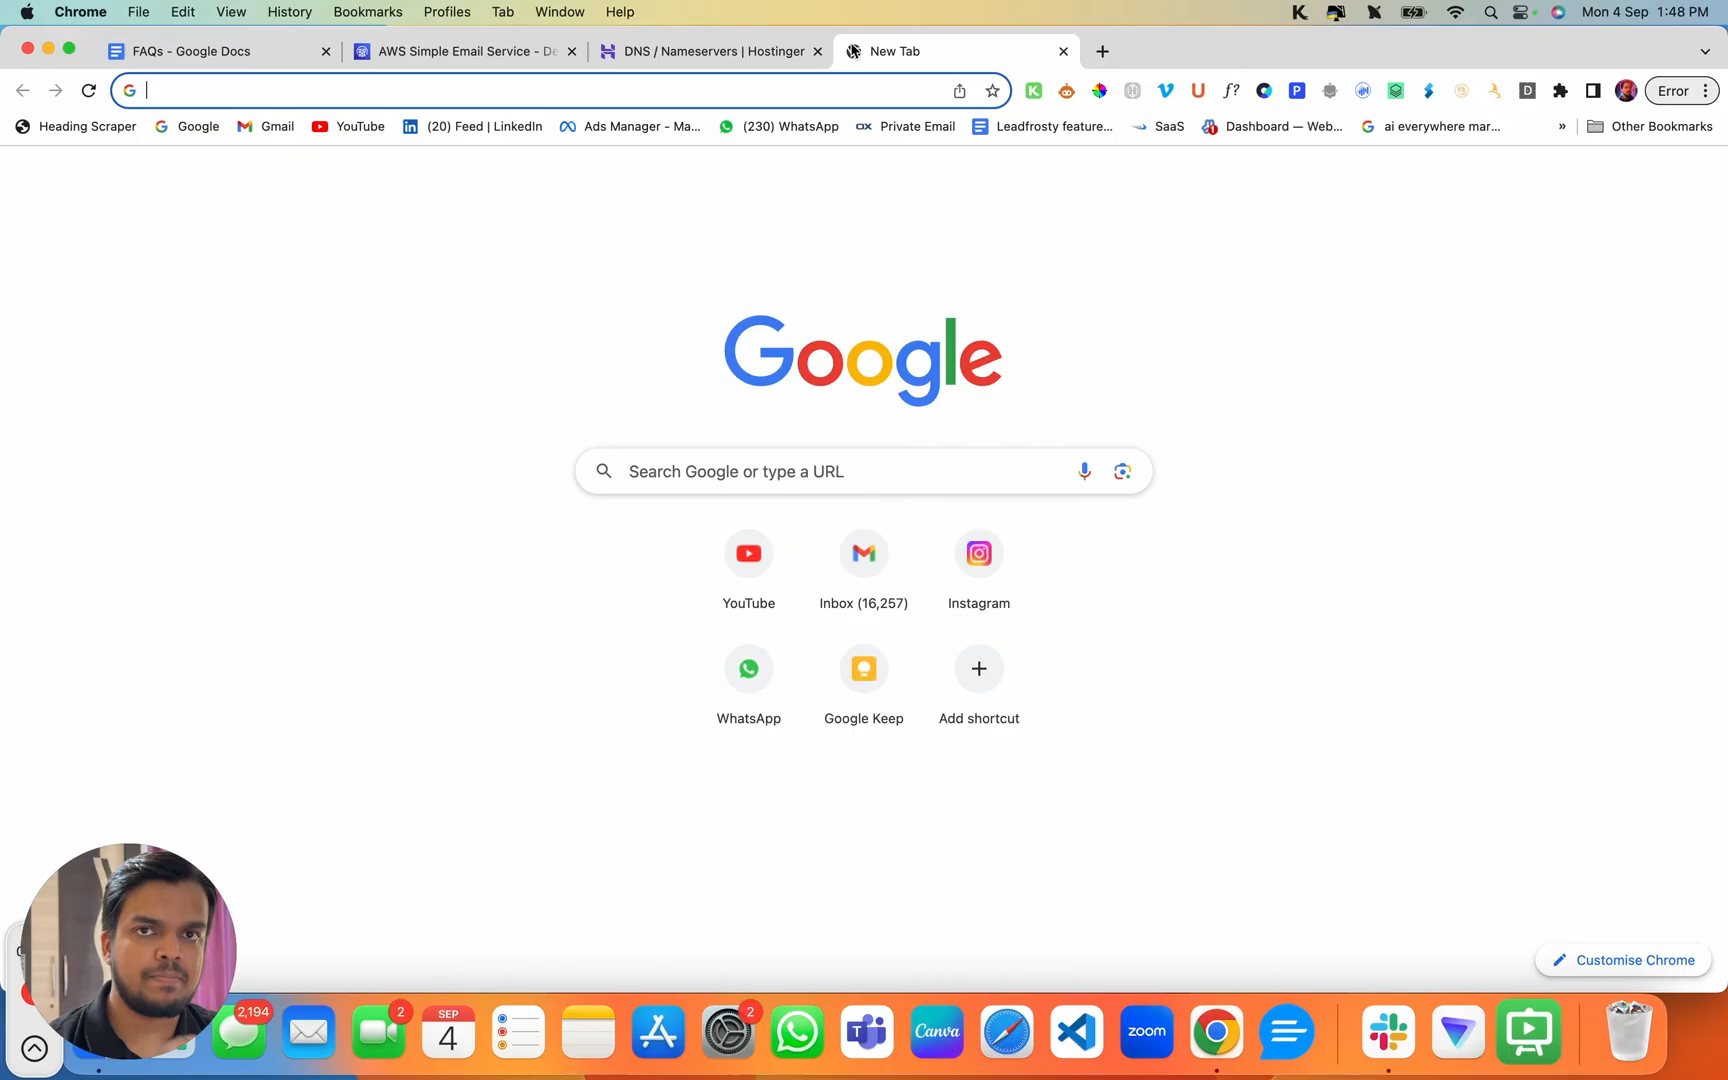 Chrome File Edit View History Bookmarks Profiles Tab Window Help Mon 4 Sep 1:48 PM
FAQs - Google Docs AWS Simple Email Service - De DNS / Nameservers | Hostinger New Tab
Error
Heading Scraper Google Gmail YouTube (20) Feed | LinkedIn Ads Manager - Ma... (230) WhatsApp Private Email Leadfrosty feature... SaaS Dashboard — Web... ai everywhere mar... » Other Bookmarks
Google
Search Google or type a URL
YouTube Inbox (16,257) Instagram
WhatsApp Google Keep Add shortcut
Customise Chrome
2,194 2 SEP 2
4 Canva zoom